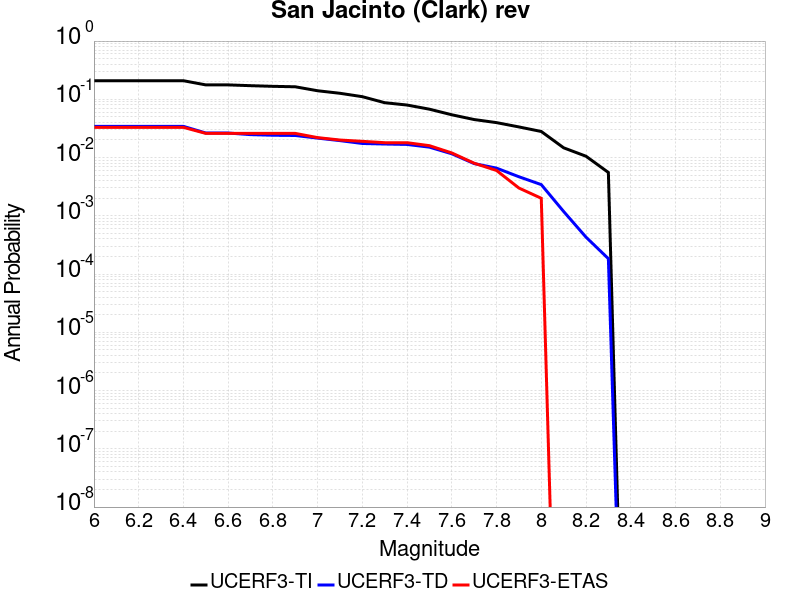 San Jacinto (Clark) rev
10 0
10 -1
10 -2
10 -3
10 -4
10 -5
10 -6
10 -7
10 -8
Annual Probability
6 6.2 6.4 6.6 6.8 7 7.2 7.4 7.6 7.8 8 8.2 8.4 8.6 8.8 9
Magnitude
UCERF3-TI UCERF3-TD UCERF3-ETAS